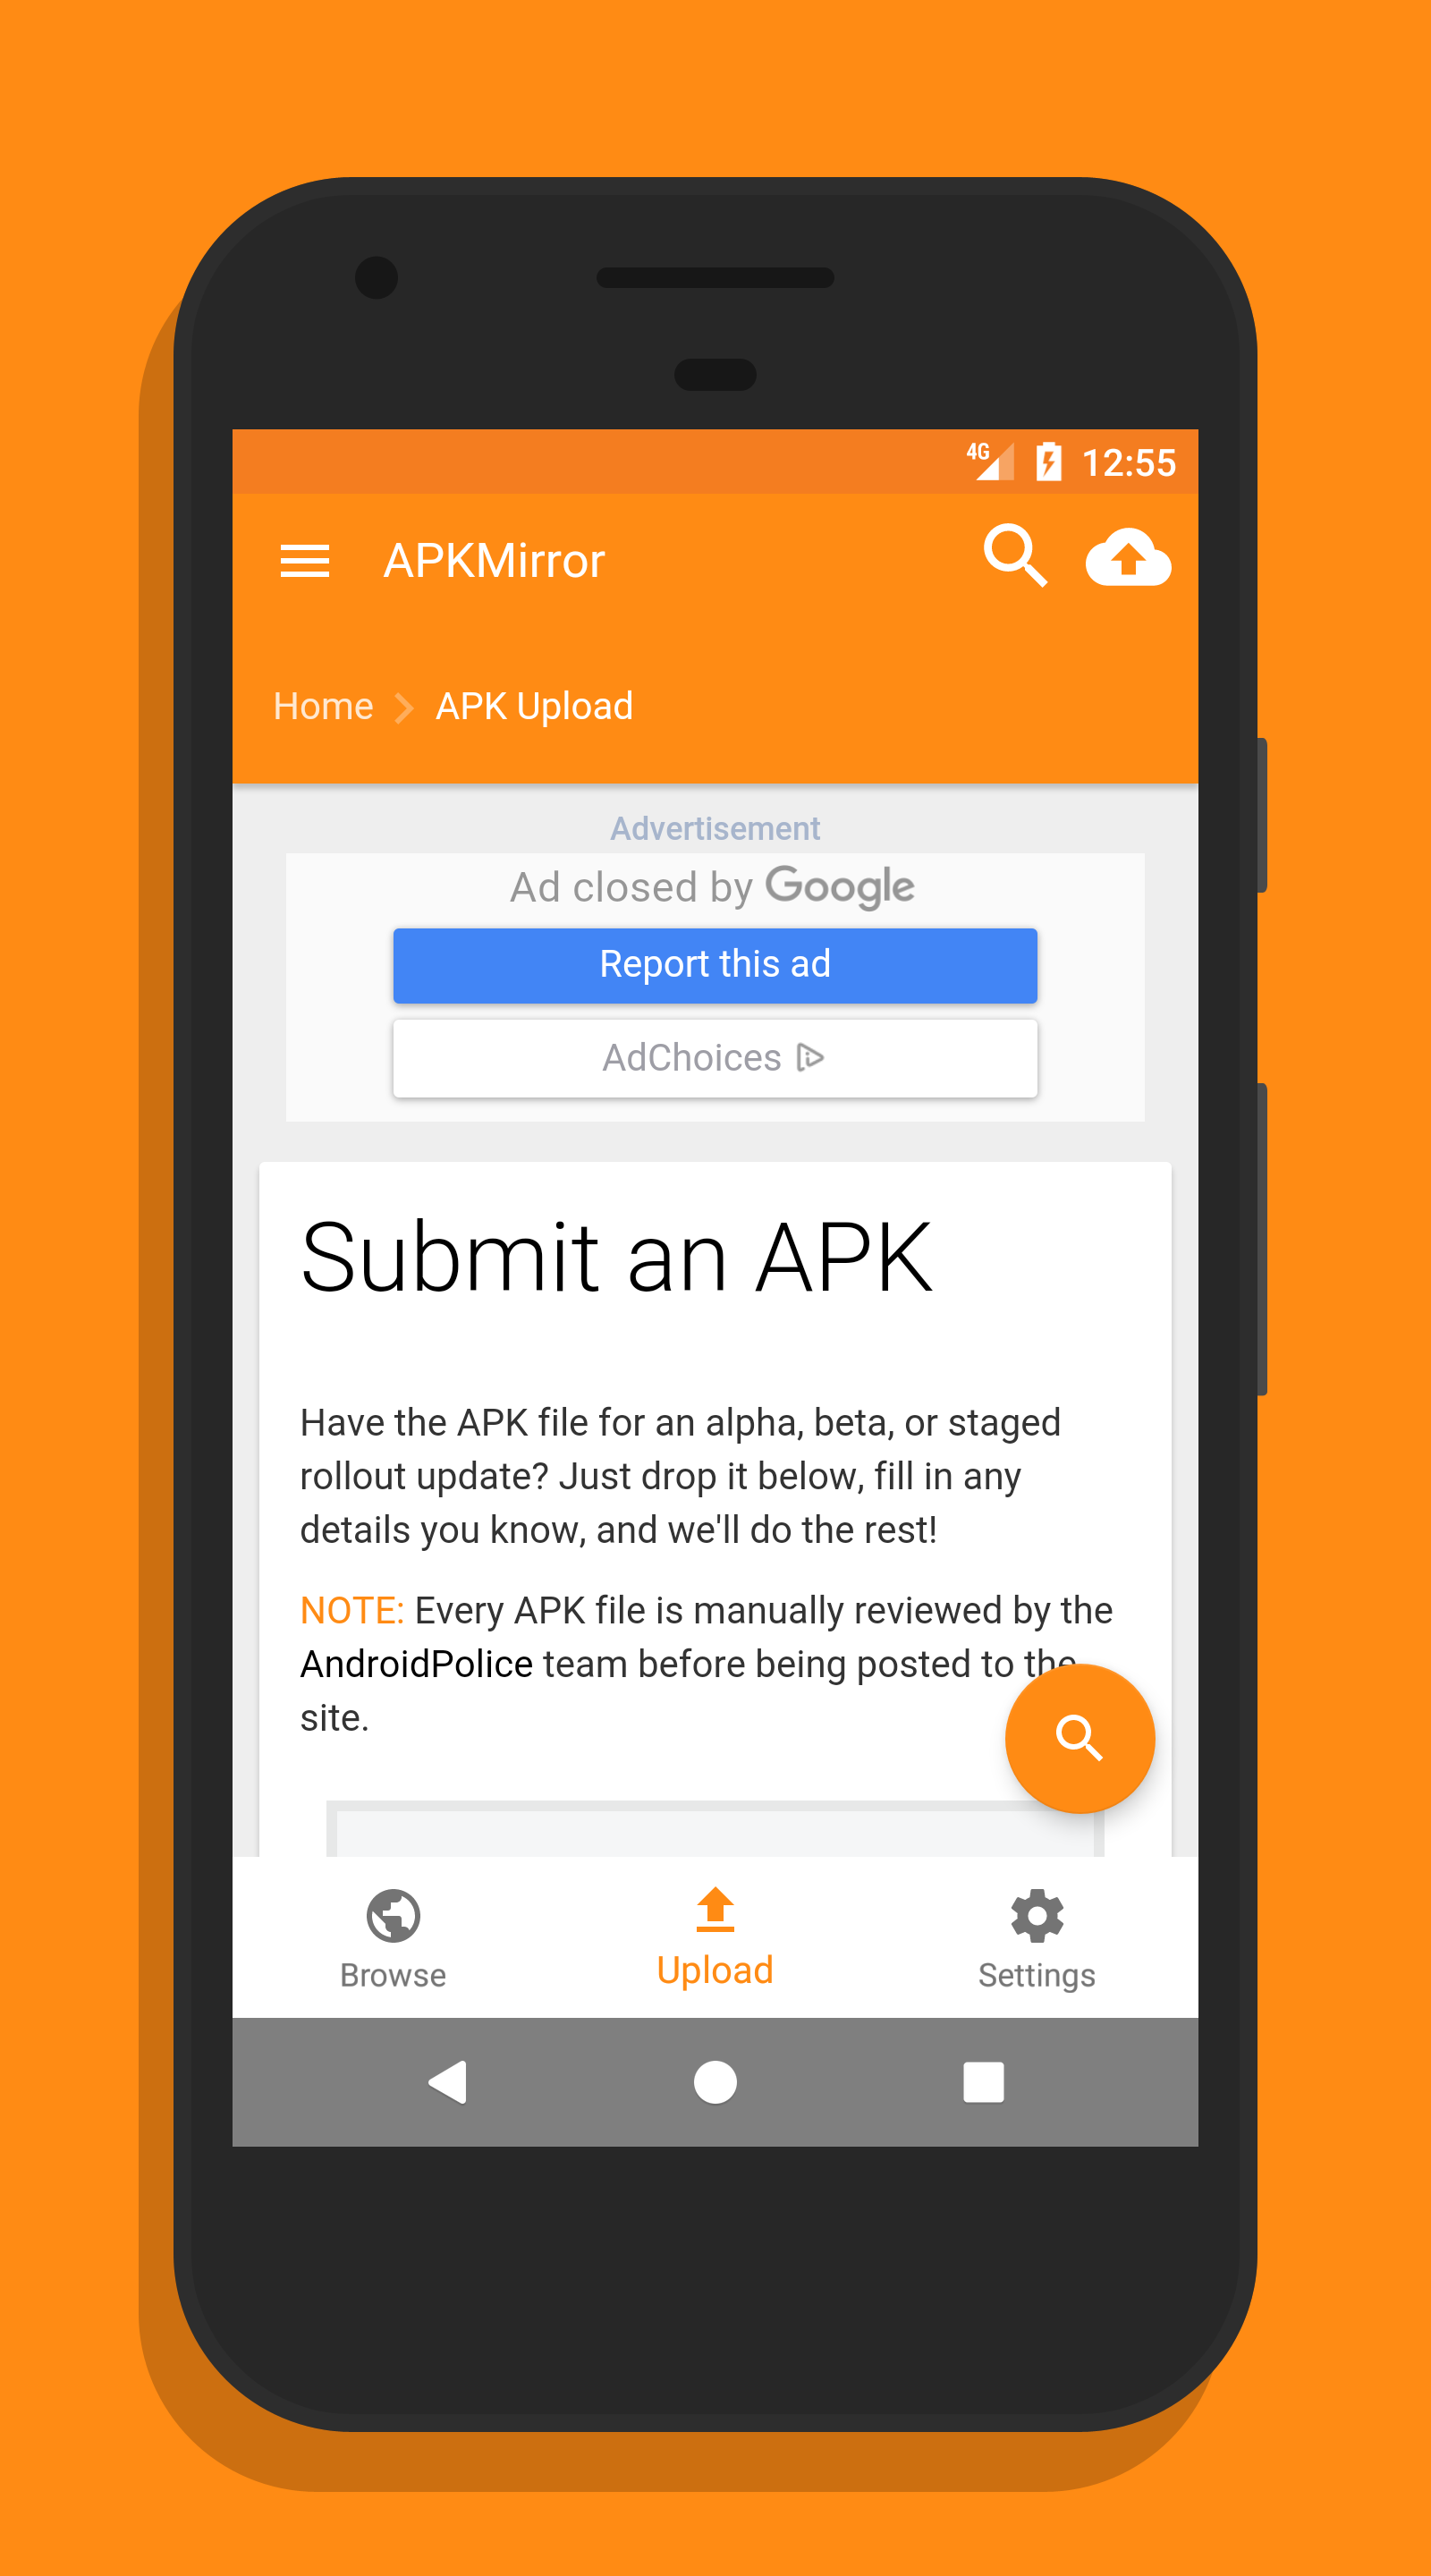 4G 12:55
APKMirror
Home APK Upload
Advertisement
Ad closed by Google
Report this ad
AdChoices
Submit an APK
Have the APK file for an alpha, beta, or staged
rollout update? Just drop it below, fill in any
details you know, and we'll do the rest!
NOTE: Every APK file is manually reviewed by the
AndroidPolice team before being posted to the
site.
Browse Upload Settings